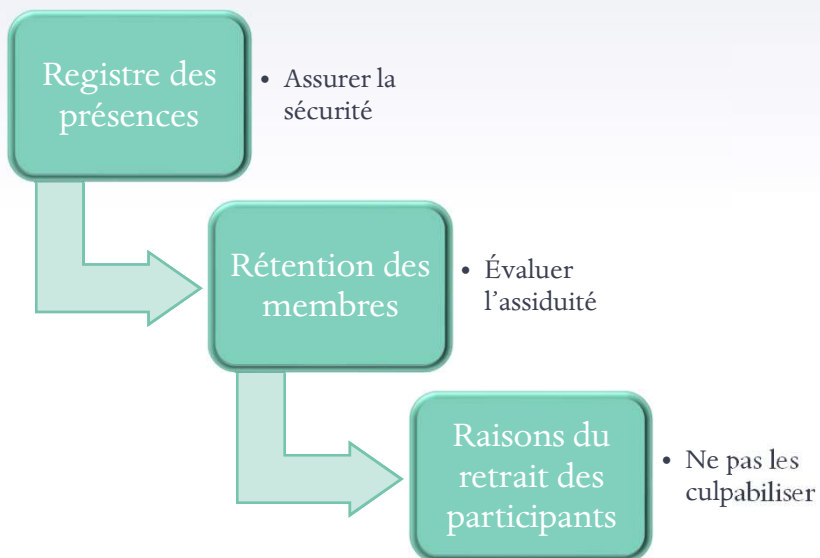 Registre des
présences
• Assurer la
sécurité
Rétention des
membres
• Évaluer
l’assiduité
Raisons du
retrait des
participants
• Ne pas les
culpabiliser